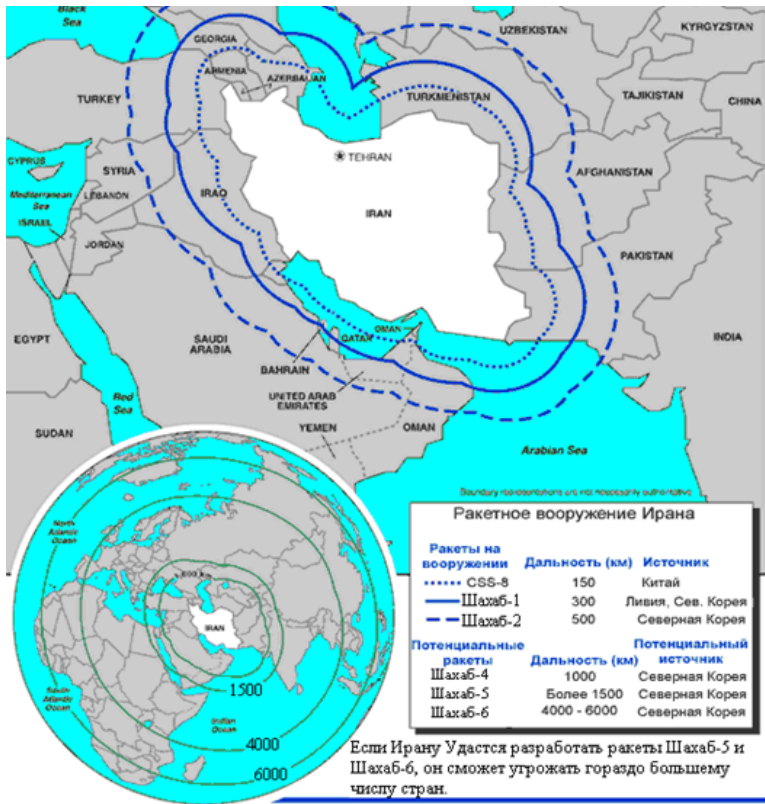 Black
Sea
GEORGIA
UZBEKISTAN
KYRGYZSTAN
ARMENIA
AZERBAIJAN
TURKEY
TURKMENISTAN
TAJIKISTAN
CHINA
CYPRUS
SYRIA
TEHRAN
AFGHANISTAN
Mediterranean
Sea
LEBANON
IRAQ
IRAN
ISRAEL
JORDAN
PAKISTAN
EGYPT
SAUDI
ARABIA
OMAN
QATAR
INDIA
BAHRAIN
UNITED ARAB
EMIRATES
Red
Sea
YEMEN
OMAN
SUDAN
Arabian Sea
Boundary representations are not necessarily authoritative
Ракетное вооружение Ирана
Ракеты на
вооружении Дальность (км) Источник
CSS-8 150 Китай
Шахаб-1 300 Ливия, Сев. Корея
Шахаб-2 500 Северная Корея
Потенциальные
ракеты Дальность (км) Потенциальный
источник
Шахаб-4 1000 Северная Корея
Шахаб-5 Более 1500 Северная Корея
Шахаб-6 4000 - 6000 Северная Корея
North
Atlantic
Ocean
IRAN
1500
South
Atlantic
Ocean
Indian
Ocean
4000
6000
Если Ирану Удастся разработать ракеты Шахаб-5 и
Шахаб-6, он сможет угрожать гораздо большему
числу стран.